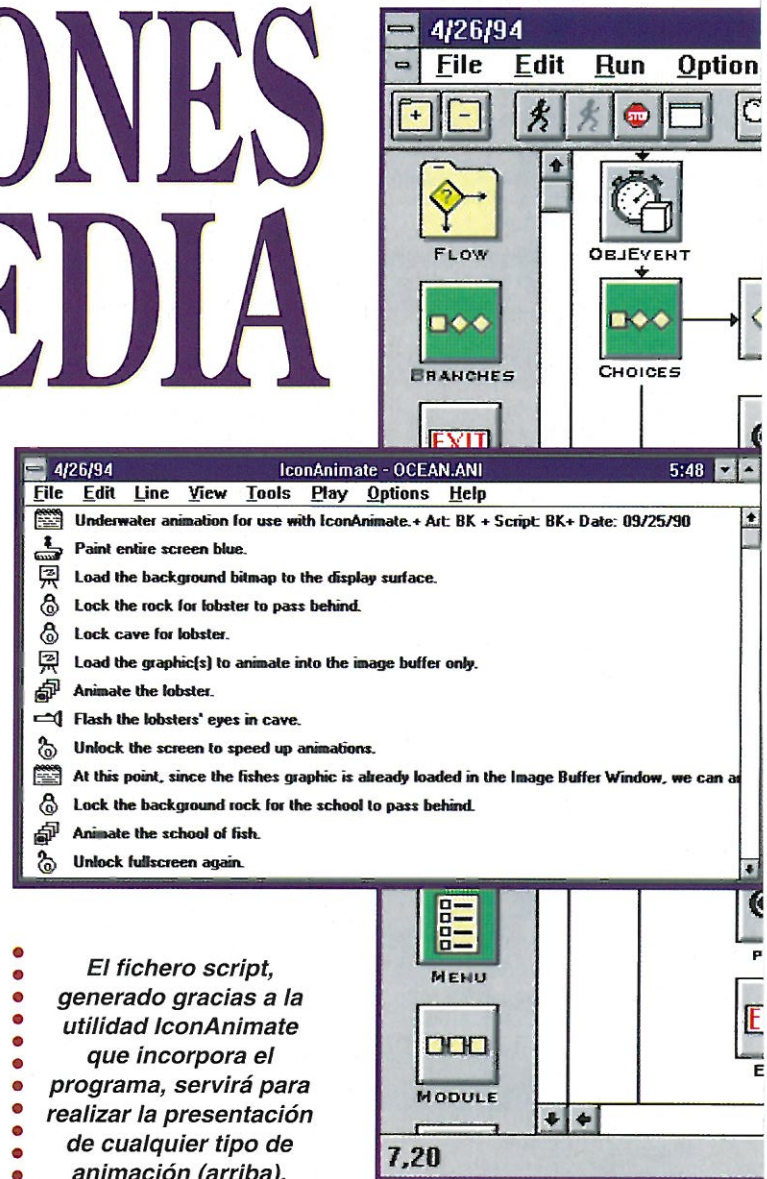 ONES
EDIA
4/26/94
File Edit Run Option
STOP
FLOW
OBJEVENT
BRANCHES
CHOICES
EXIT
4/26/94 IconAnimate - OCEAN.ANI 5:48
File Edit Line View Tools Play Options Help
Underwater animation for use with IconAnimate.+ Art: BK + Script: BK+ Date: 09/25/90
Paint entire screen blue.
Load the background bitmap to the display surface.
Lock the rock for lobster to pass behind.
Lock cave for lobster.
Load the graphic(s) to animate into the image buffer only.
Animate the lobster.
Flash the lobsters' eyes in cave.
Unlock the screen to speed up animations.
At this point, since the fishes graphic is already loaded in the Image Buffer Window, we can a
Lock the background rock for the school to pass behind.
Animate the school of fish.
Unlock fullscreen again.
El fichero script,
generado gracias a la
utilidad IconAnimate
que incorpora el
programa, servirá para
realizar la presentación
de cualquier tipo de
animación (arriba).
MENU
P
E
E
MODULE
7,20